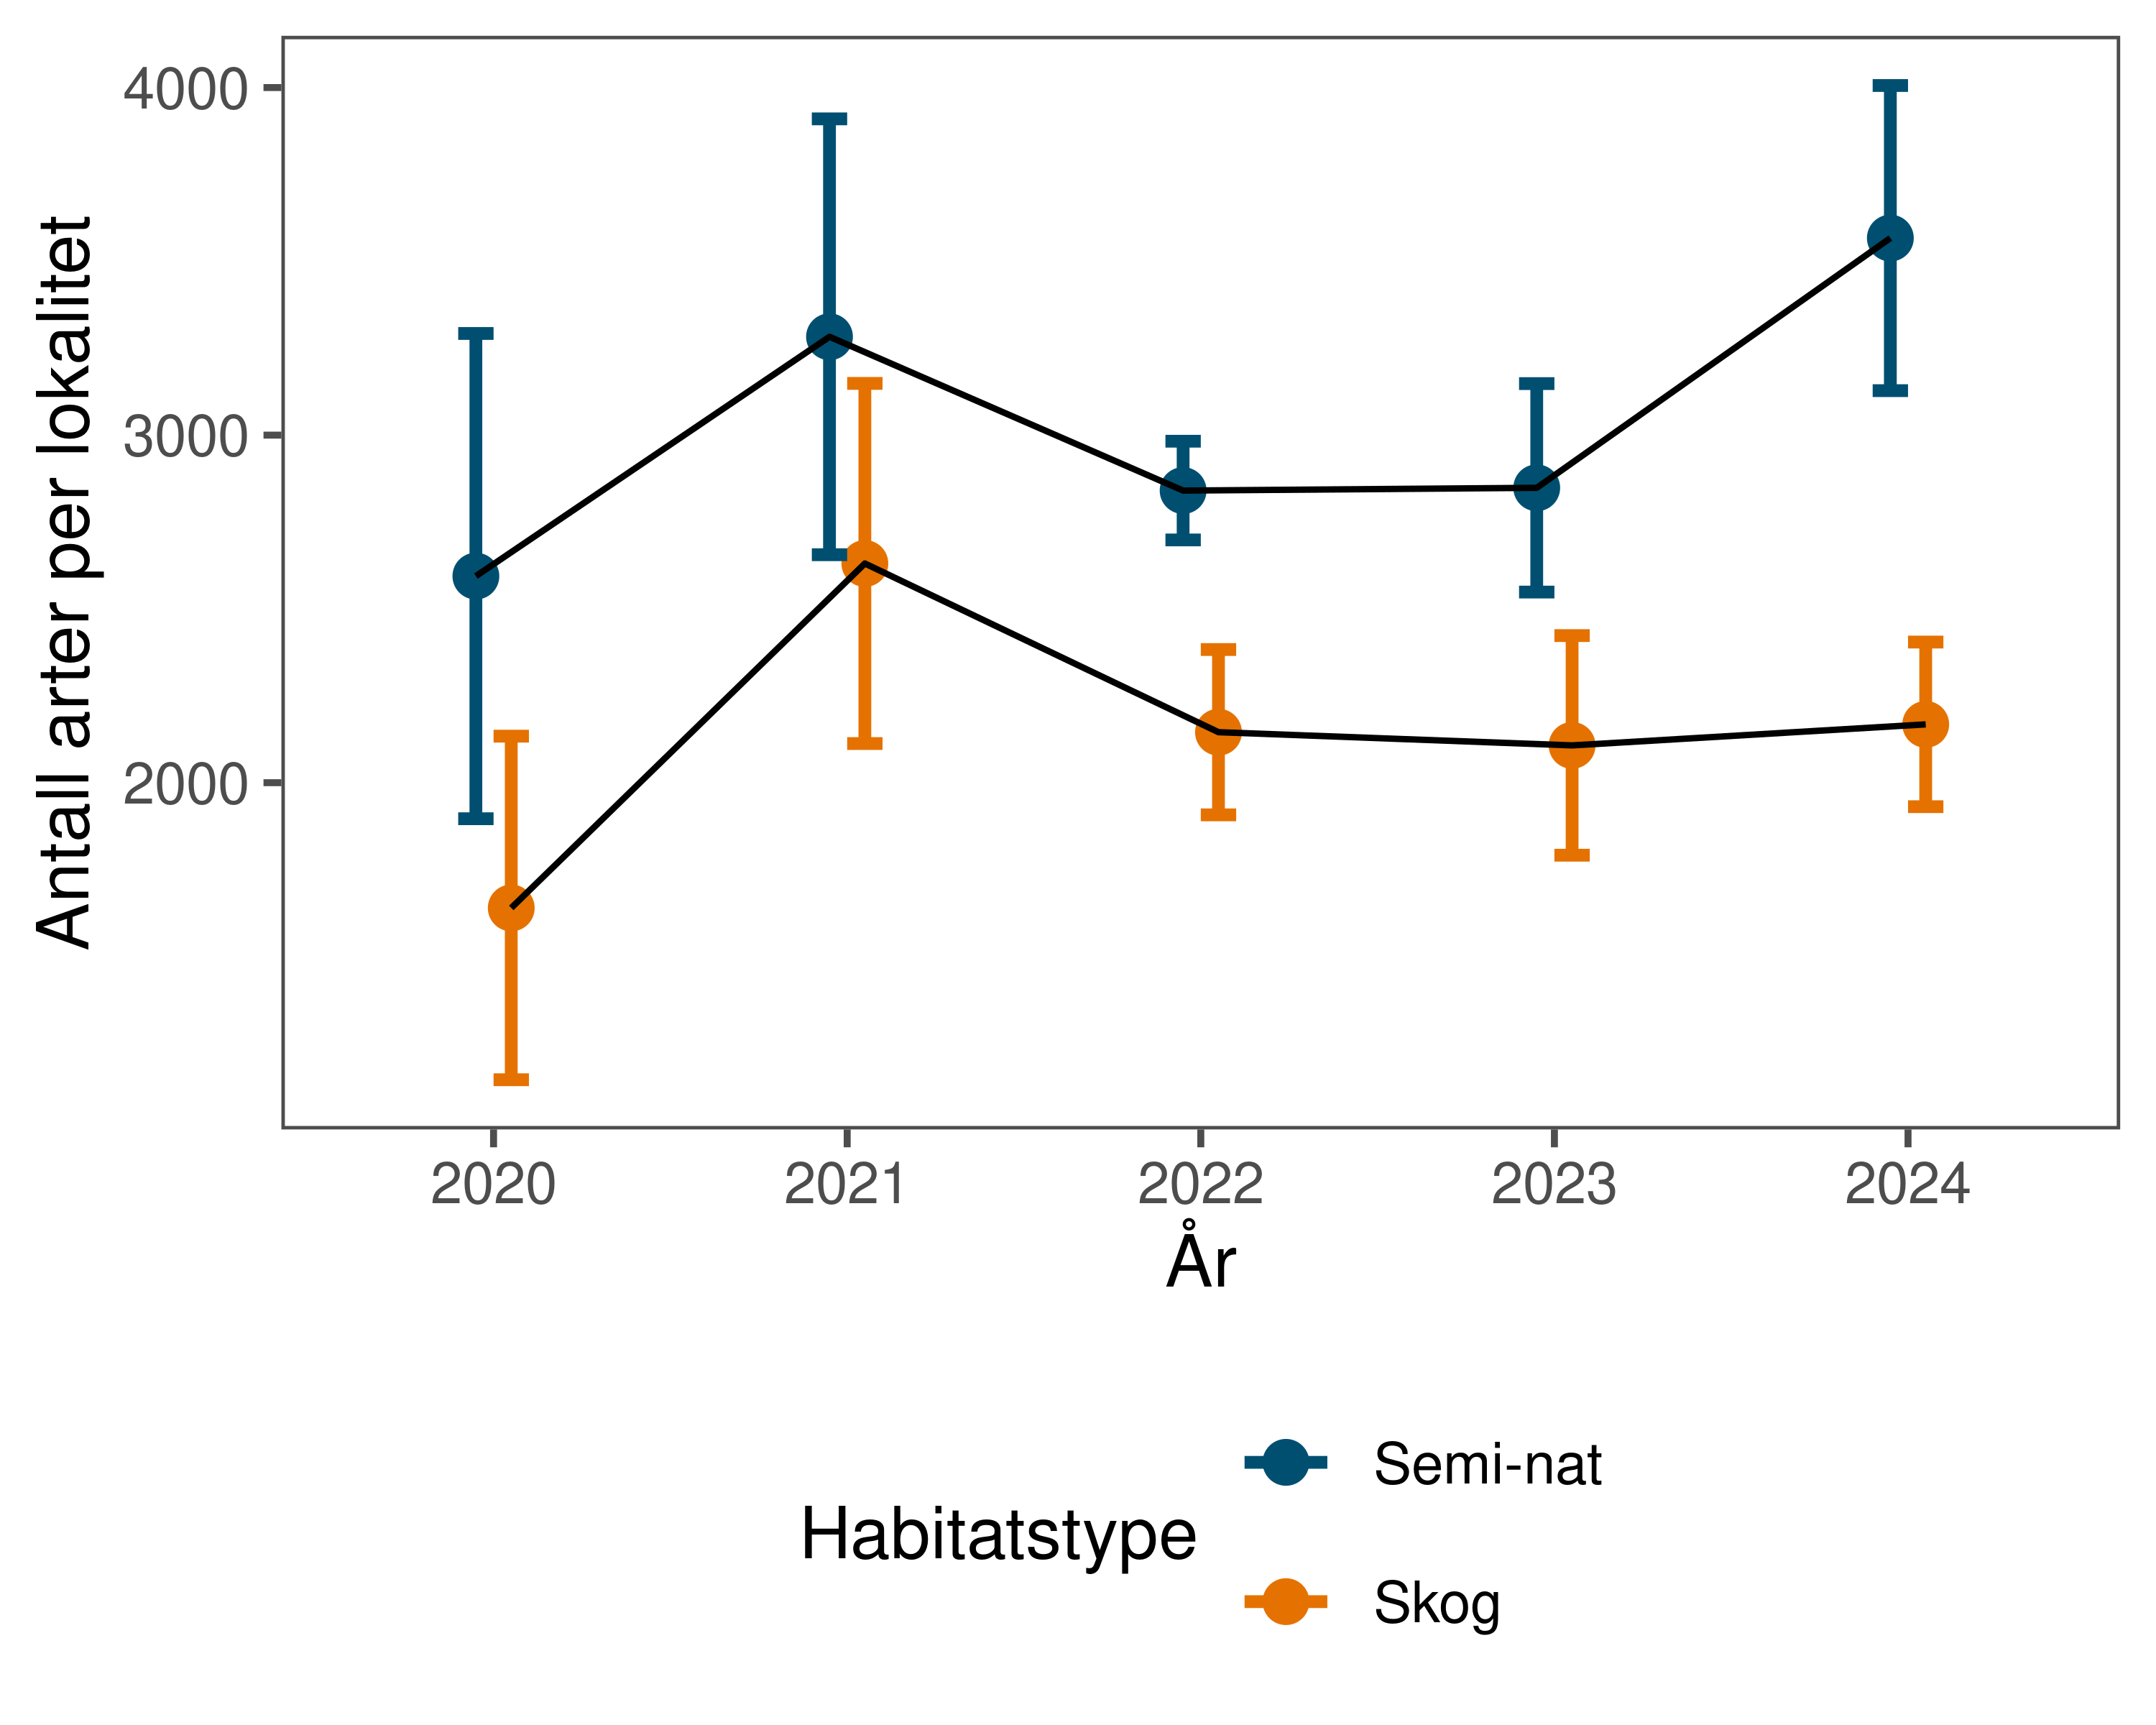 4000
3000
2000
Antall arter per lokalitet
2020 2021 2022 2023 2024
År
Habitatstype
Semi-nat
Skog